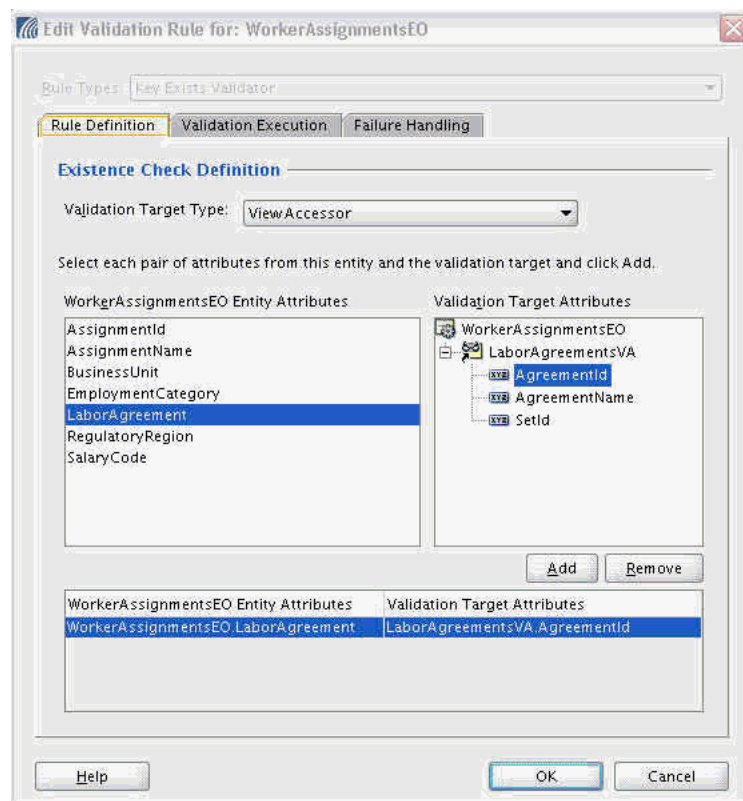 Edit Validation Rule for: WorkerAssignmentsEO
Rule Types: Key Exists Validator
Rule Definition Validation Execution Failure Handling
Existence Check Definition
Validation Target Type: ViewAccessor
Select each pair of attributes from this entity and the validation target and click Add.
WorkerAssignmentsEO Entity Attributes Validation Target Attributes
AssignmentId WorkerAssignmentsEO
AssignmentName LaborAgreementsVA
BusinessUnit AgreementId
EmploymentCategory AgreementName
LaborAgreement SetId
RegulatoryRegion
SalaryCode
Add Remove
WorkerAssignmentsEO Entity Attributes Validation Target Attributes
WorkerAssignmentsEO.LaborAgreement LaborAgreementsVA.AgreementId
Help OK Cancel